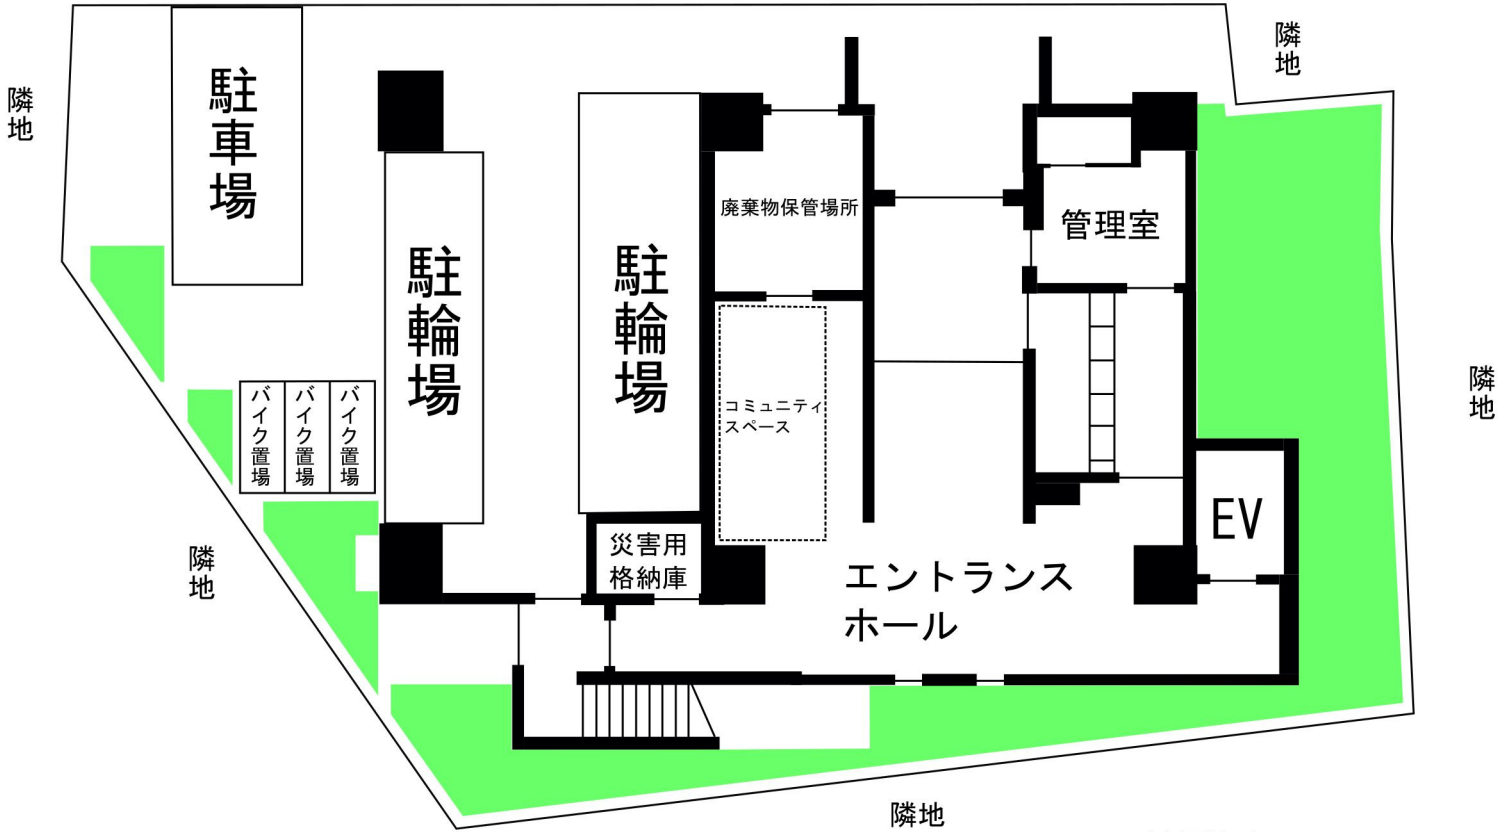 隣地
駐車場
隣地
駐輪場
駐輪場
廃棄物保管場所
管理室
コミュニティ
スペース
バイク置場
バイク置場
バイク置場
隣地
EV
災害用
格納庫
エントランス
ホール
隣地
隣地